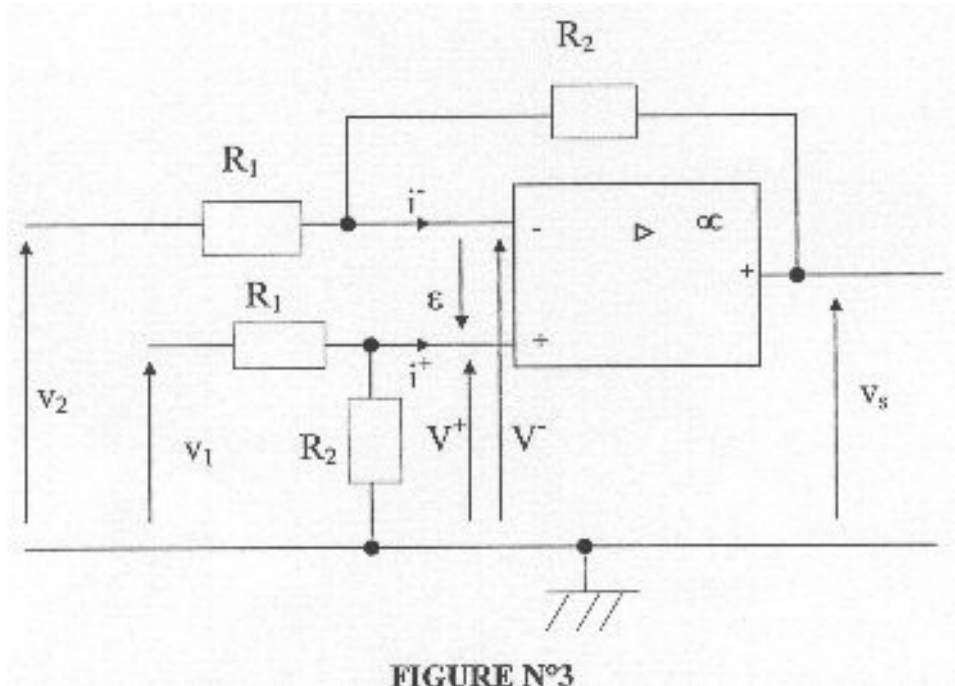 R₂
R₁
i⁻
-
▷ ∝
+
ε
R₁
+
i⁺
v₂
v₁
R₂
V⁺
V⁻
vₛ
FIGURE N°3